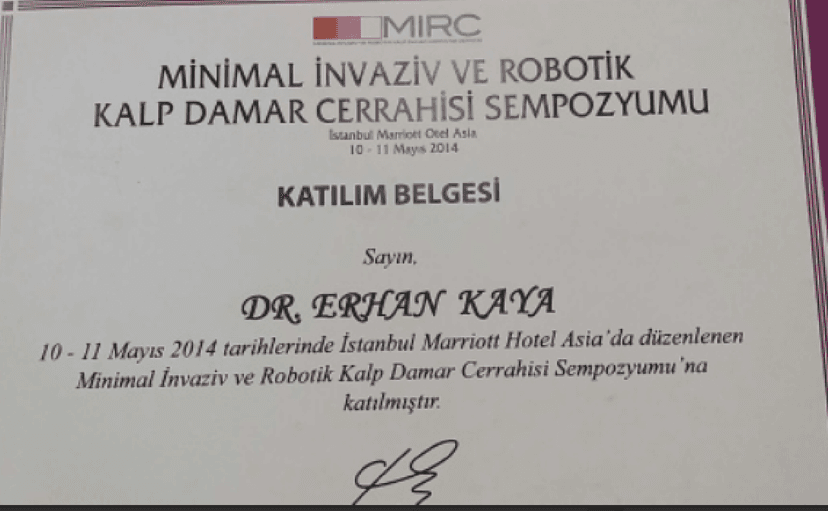 MIRC
MİNİMAL İNVAZİV VE ROBOTİK
KALP DAMAR CERRAHİSİ SEMPOZYUMU
İstanbul Marriott Otel Asia
10 - 11 Mayıs 2014
KATILIM BELGESİ
Sayın,
DR. ERHAN KAYA
10 - 11 Mayıs 2014 tarihlerinde İstanbul Marriott Hotel Asia'da düzenlenen
Minimal İnvaziv ve Robotik Kalp Damar Cerrahisi Sempozyumu'na
katılmıştır.